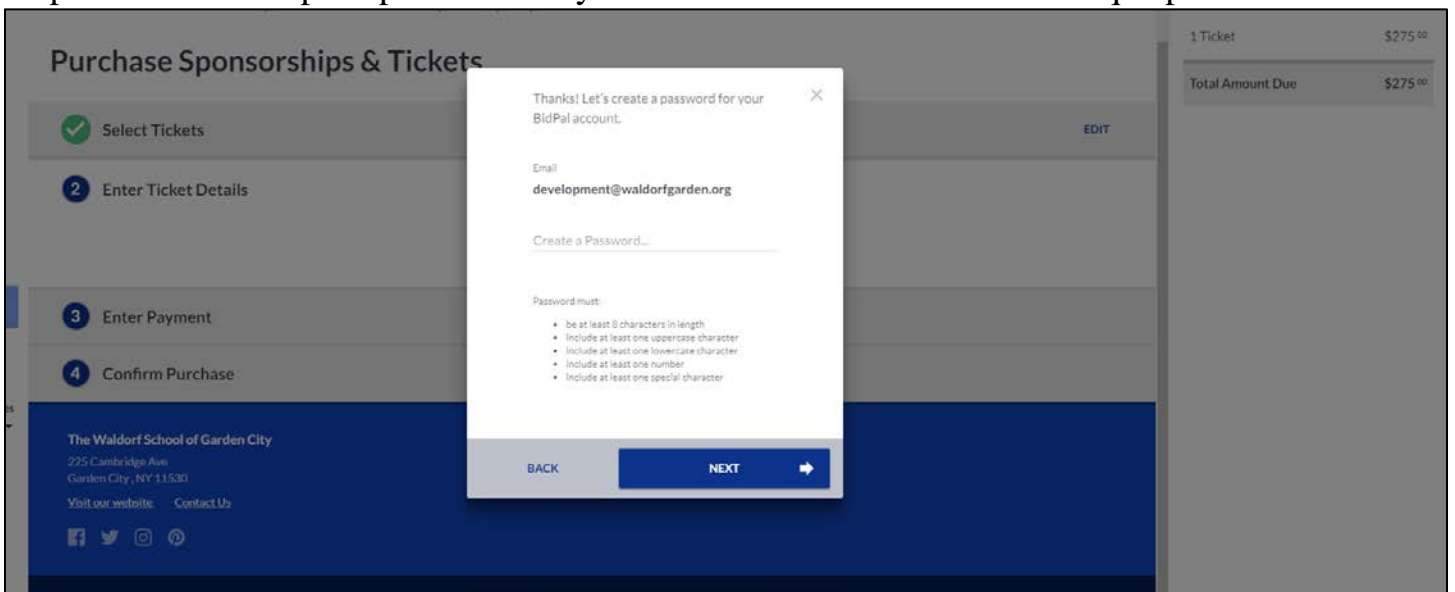 Purchase Sponsorships & Tickets
Select Tickets
EDIT
2 Enter Ticket Details
3 Enter Payment
4 Confirm Purchase
The Waldorf School of Garden City
225 Cambridge Ave
Garden City, NY 11530
Visit our website Contact Us
Thanks! Let's create a password for your
BidPal account.
Email
development@waldorfgarden.org
Create a Password...
Password must:
• be at least 8 characters in length
• Include at least one uppercase character
• Include at least one lowercase character
• Include at least one number
• Include at least one special character
BACK
NEXT
1 Ticket $275 00
Total Amount Due $275 00